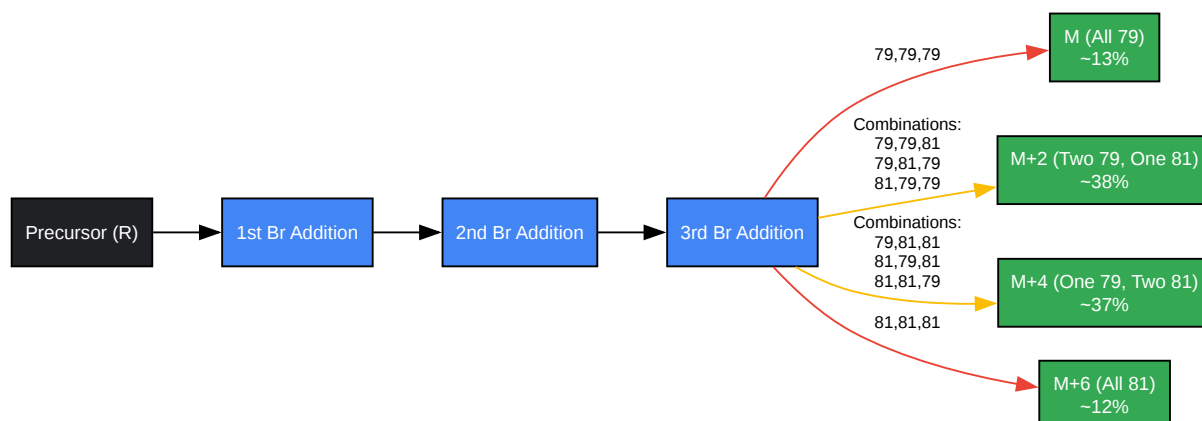 Precursor (R)
1st Br Addition
2nd Br Addition
3rd Br Addition
79,79,79
M (All 79)
~13%
Combinations:
79,79,81
79,81,79
81,79,79
M+2 (Two 79, One 81)
~38%
Combinations:
79,81,81
81,79,81
81,81,79
M+4 (One 79, Two 81)
~37%
81,81,81
M+6 (All 81)
~12%